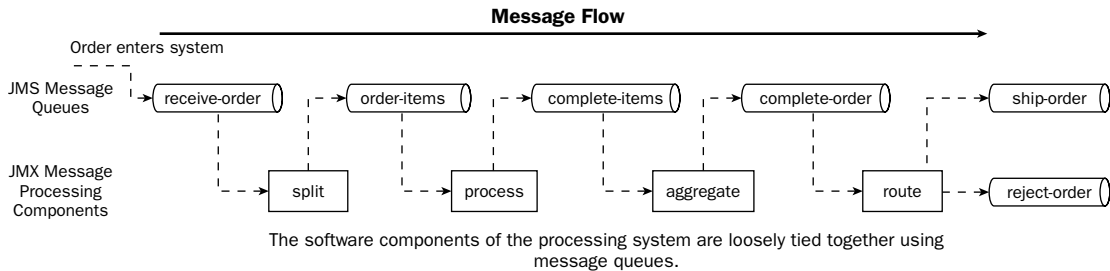 Message Flow
Order enters system
JMS Message
Queues
receive-order
order-items
complete-items
complete-order
ship-order
JMX Message
Processing
Components
split
process
aggregate
route
reject-order
The software components of the processing system are loosely tied together using
message queues.